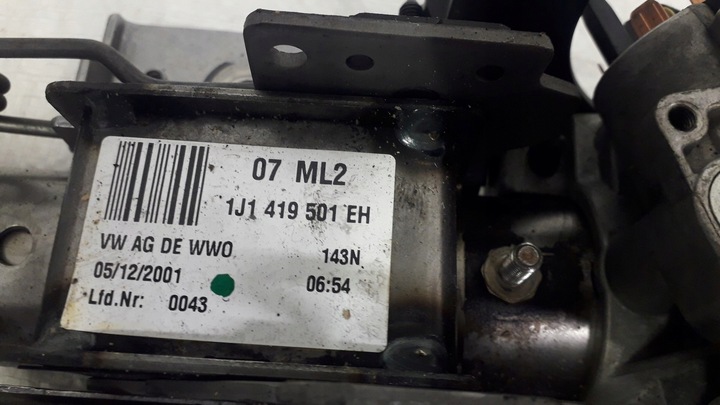 07 ML2
1J1 419 501 EH
VW AG DE WWO 143N
05/12/2001 06:54
Lfd.Nr: 0043